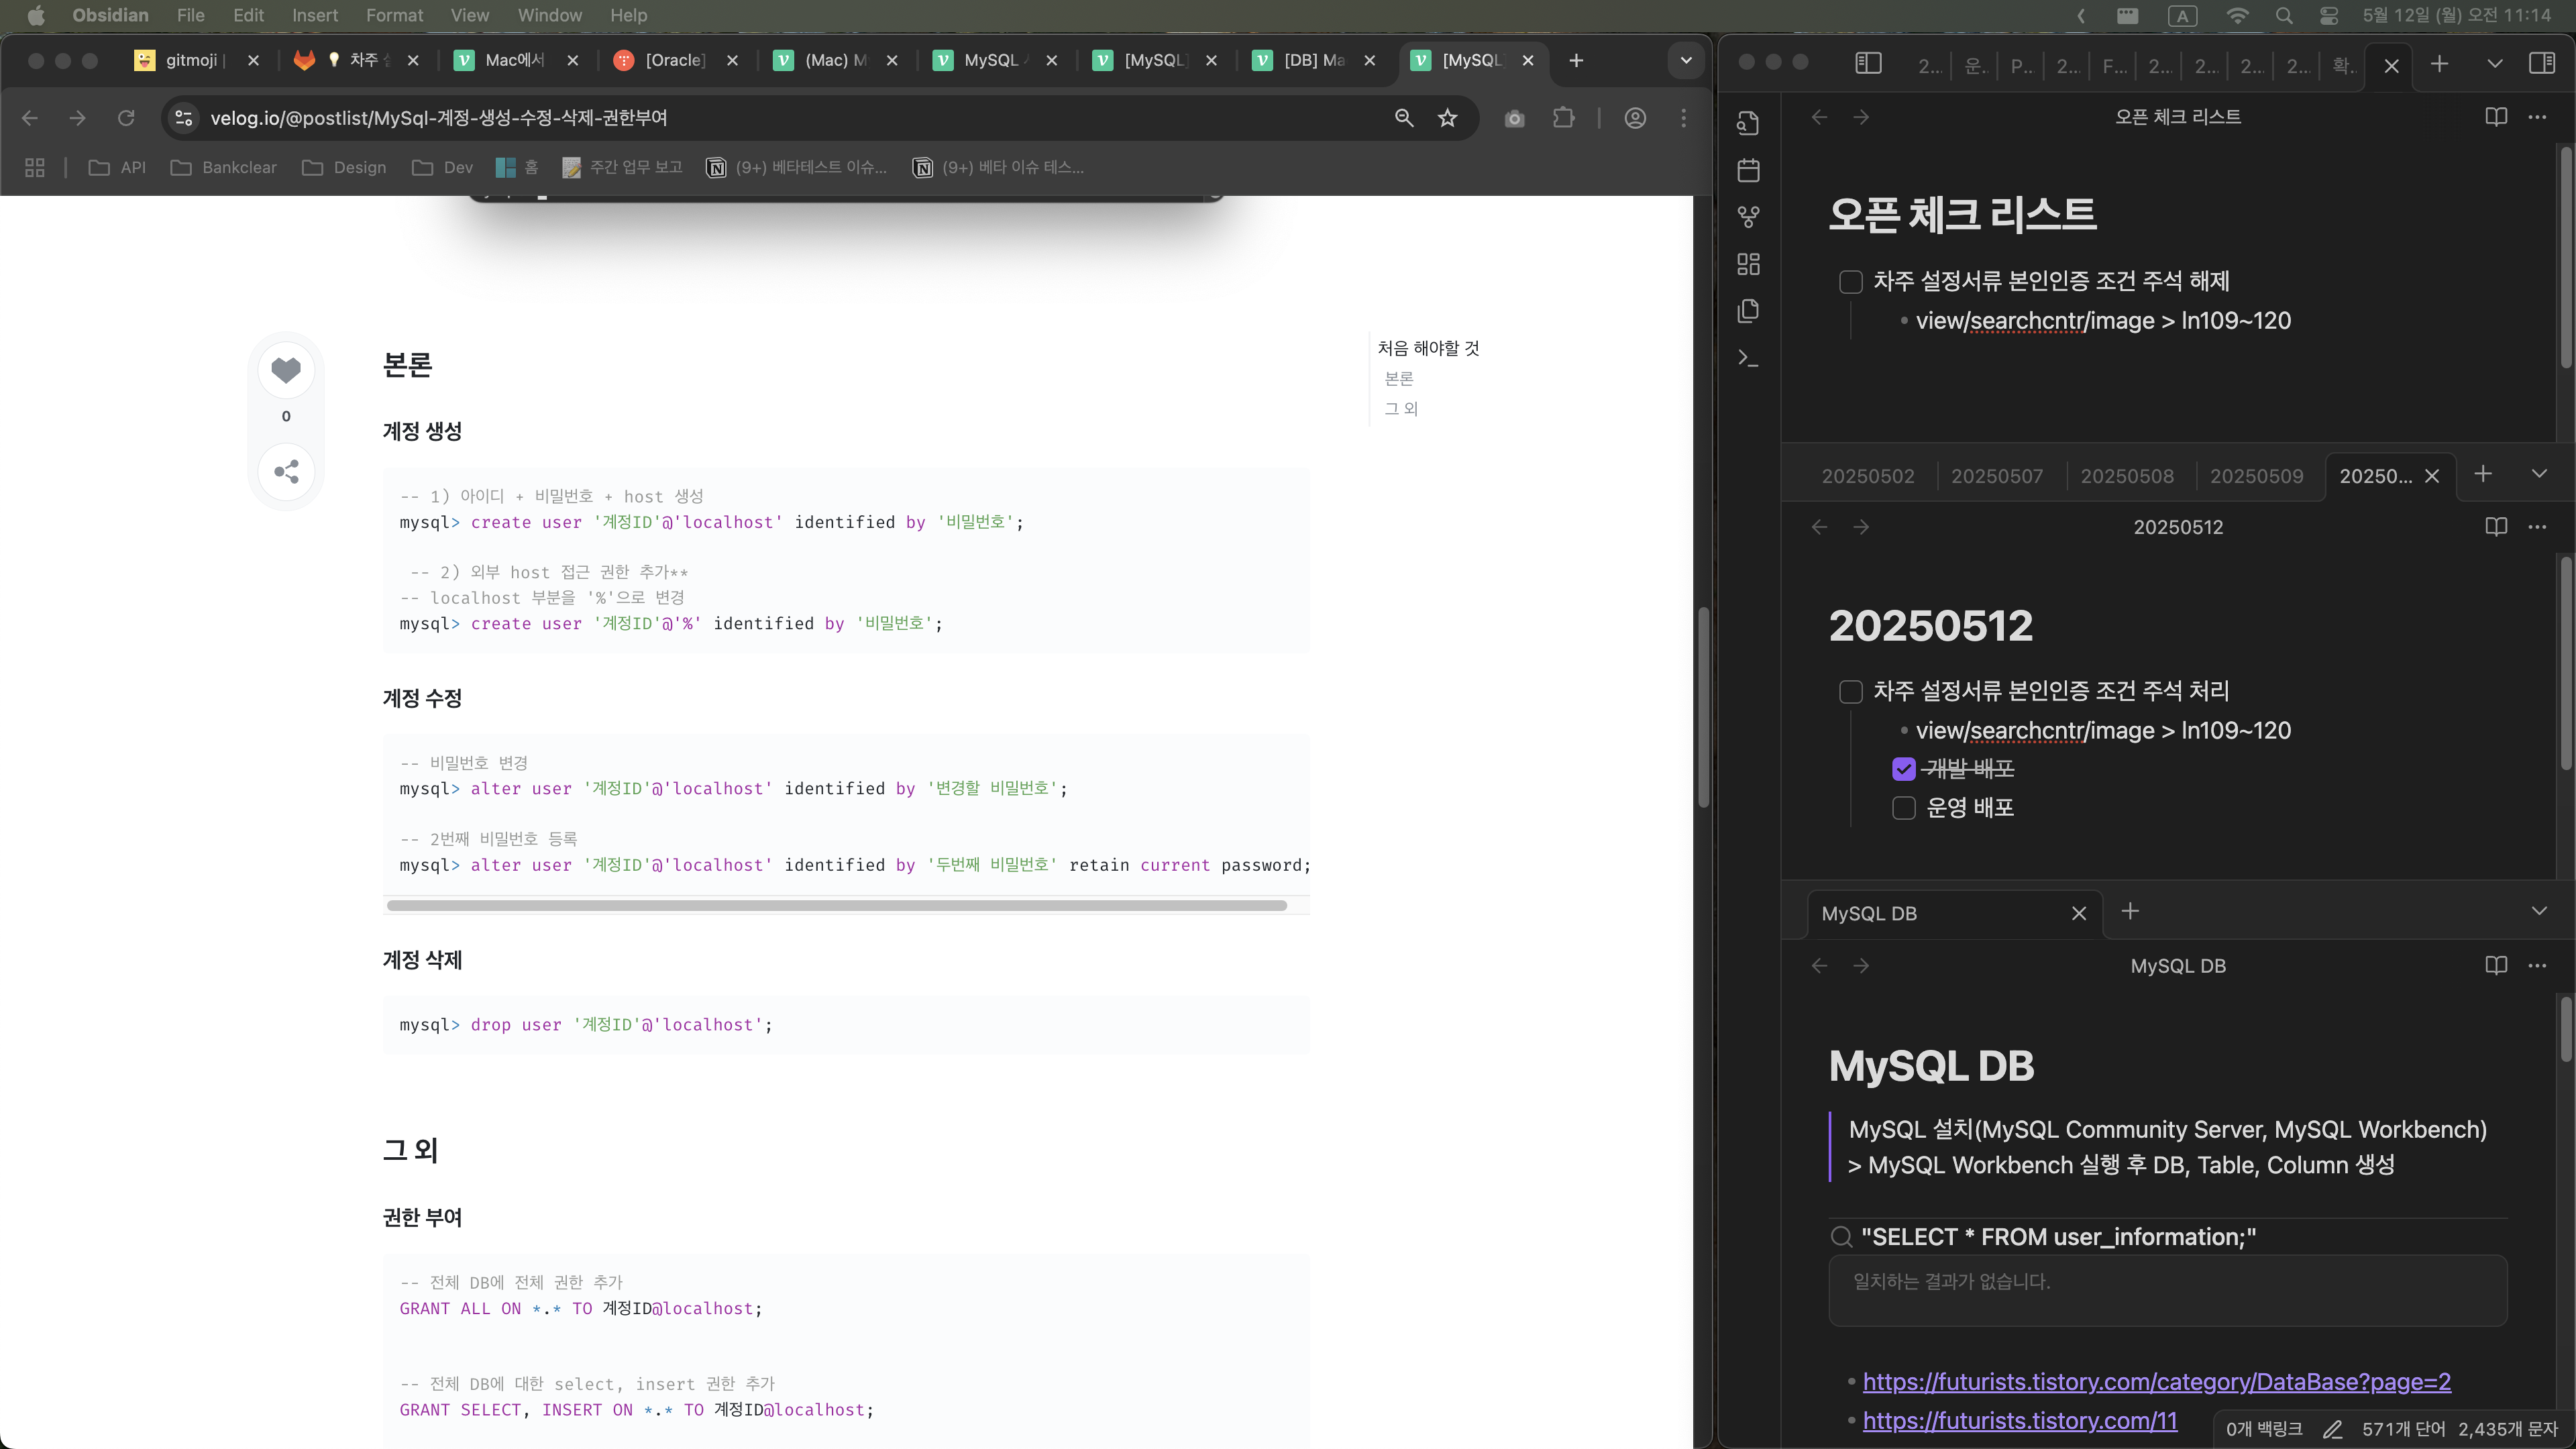 Obsidian File Edit Insert Format View Window Help
A 5월 12일 (월) 오전 11:14
gitmoji |
차주
Mac에서
[Oracle]
(Mac) M
MySQL
[MySQL]
[DB] Ma
[MySQL]
velog.io/@postlist/MySql-계정-생성-수정-삭제-권한부여
API Bankclear Design Dev 홈 주간 업무 보고 (9+) 베타테스트 이슈... (9+) 베타 이슈 테스...
0
본론
계정 생성
-- 1) 아이디 + 비밀번호 + host 생성
mysql> create user '계정ID'@'localhost' identified by '비밀번호';
-- 2) 외부 host 접근 권한 추가**
-- localhost 부분을 '%'으로 변경
mysql> create user '계정ID'@'%' identified by '비밀번호';
계정 수정
-- 비밀번호 변경
mysql> alter user '계정ID'@'localhost' identified by '변경할 비밀번호';
-- 2번째 비밀번호 등록
mysql> alter user '계정ID'@'localhost' identified by '두번째 비밀번호' retain current password;
계정 삭제
mysql> drop user '계정ID'@'localhost';
그 외
권한 부여
-- 전체 DB에 전체 권한 추가
GRANT ALL ON *.* TO 계정ID@localhost;
-- 전체 DB에 대한 select, insert 권한 추가
GRANT SELECT, INSERT ON *.* TO 계정ID@localhost;
처음 해야할 것
본론
그 외
2... 운.. P... 2... F... 2... 2... 2... 2... 확..
오픈 체크 리스트
오픈 체크 리스트
차주 설정서류 본인인증 조건 주석 해제
view/searchcntr/image > ln109~120
20250502 20250507 20250508 20250509 20250...
20250512
20250512
차주 설정서류 본인인증 조건 주석 처리
view/searchcntr/image > ln109~120
개발 배포
운영 배포
MySQL DB
MySQL DB
MySQL DB
MySQL 설치(MySQL Community Server, MySQL Workbench)
> MySQL Workbench 실행 후 DB, Table, Column 생성
"SELECT * FROM user_information;"
일치하는 결과가 없습니다.
https://futurists.tistory.com/category/DataBase?page=2
https://futurists.tistory.com/11
0개 백링크 571개 단어 2,435개 문자